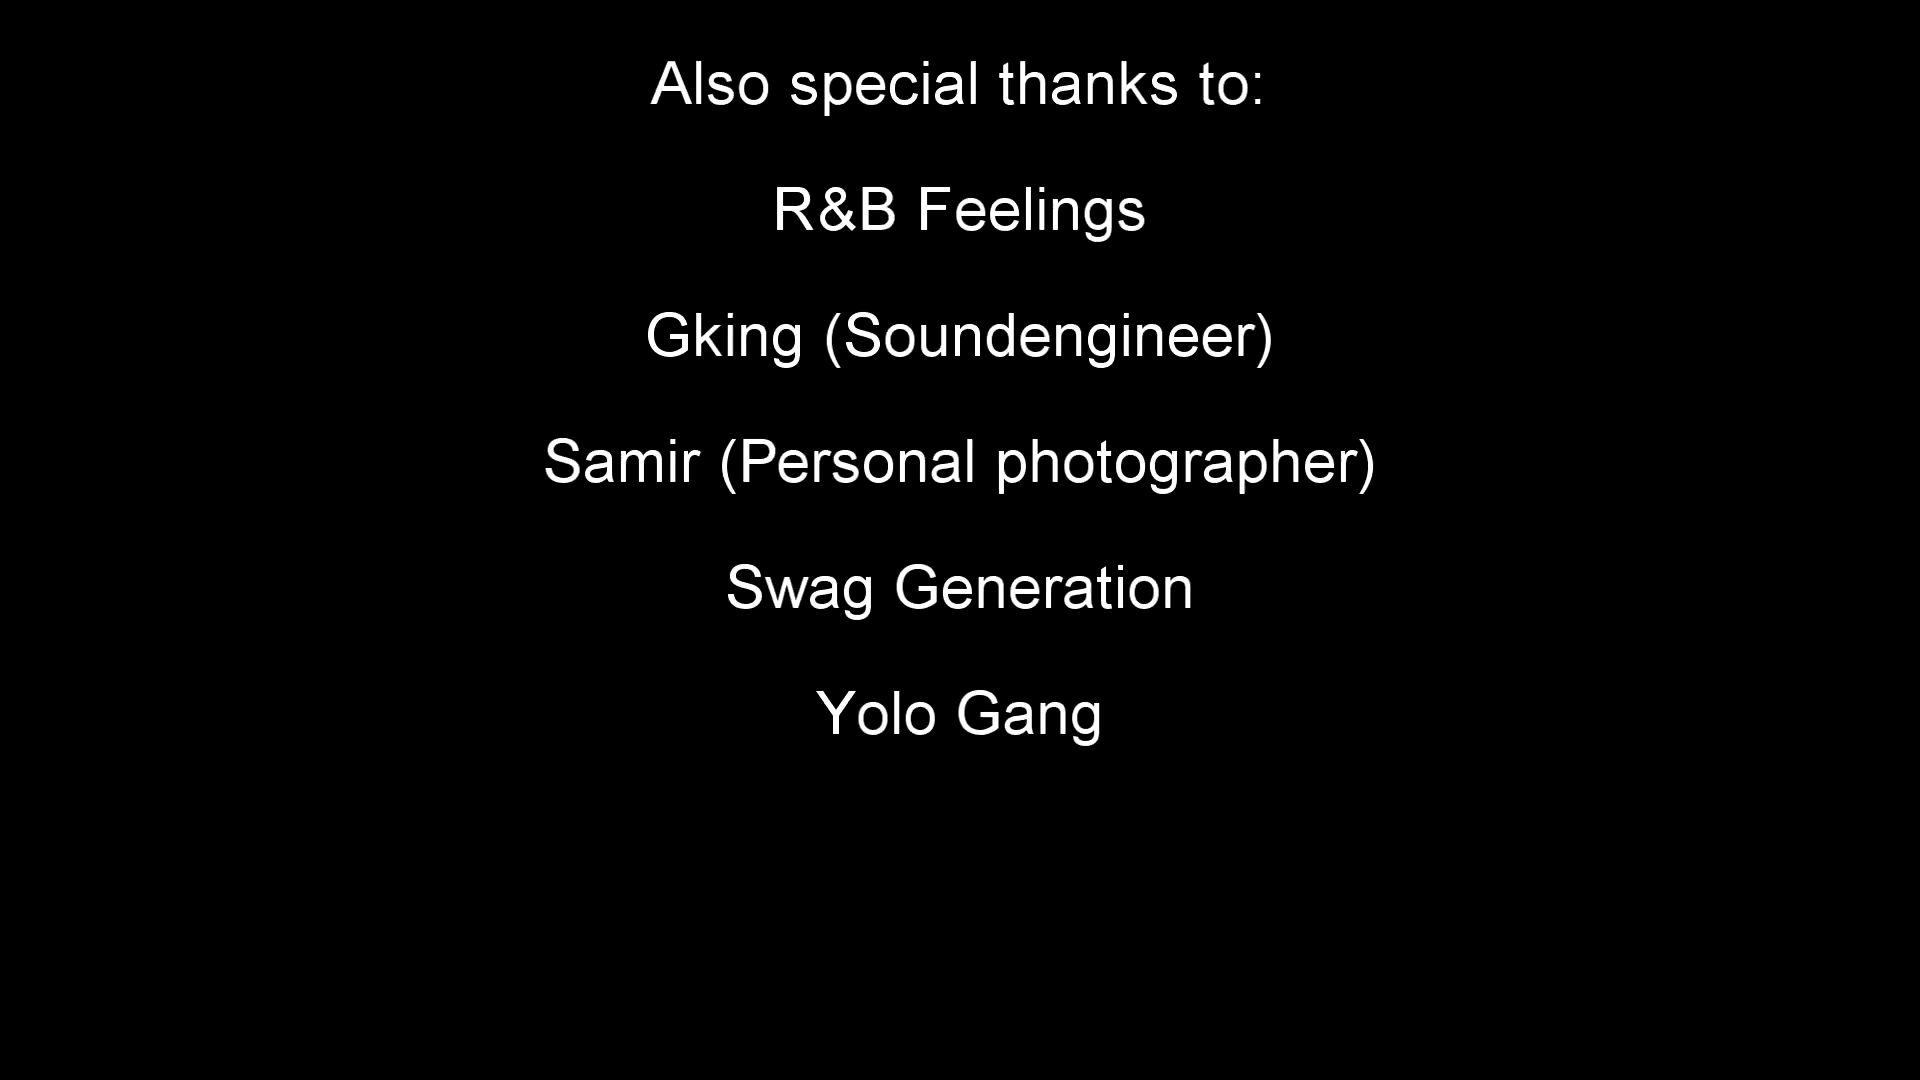 Also special thanks to:
R&B Feelings
Gking (Soundengineer)
Samir (Personal photographer)
Swag Generation
Yolo Gang